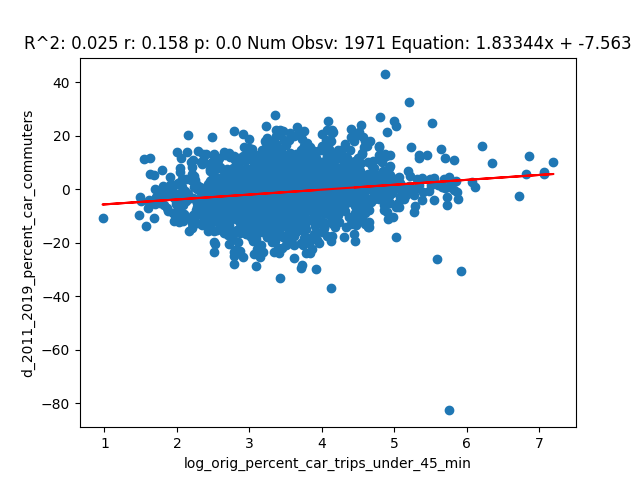 R^2: 0.025 r: 0.158 p: 0.0 Num Obsv: 1971 Equation: 1.83344x + -7.563
40
20
0
−20
−40
−60
−80
d_2011_2019_percent_car_commuters
1 2 3 4 5 6 7
log_orig_percent_car_trips_under_45_min